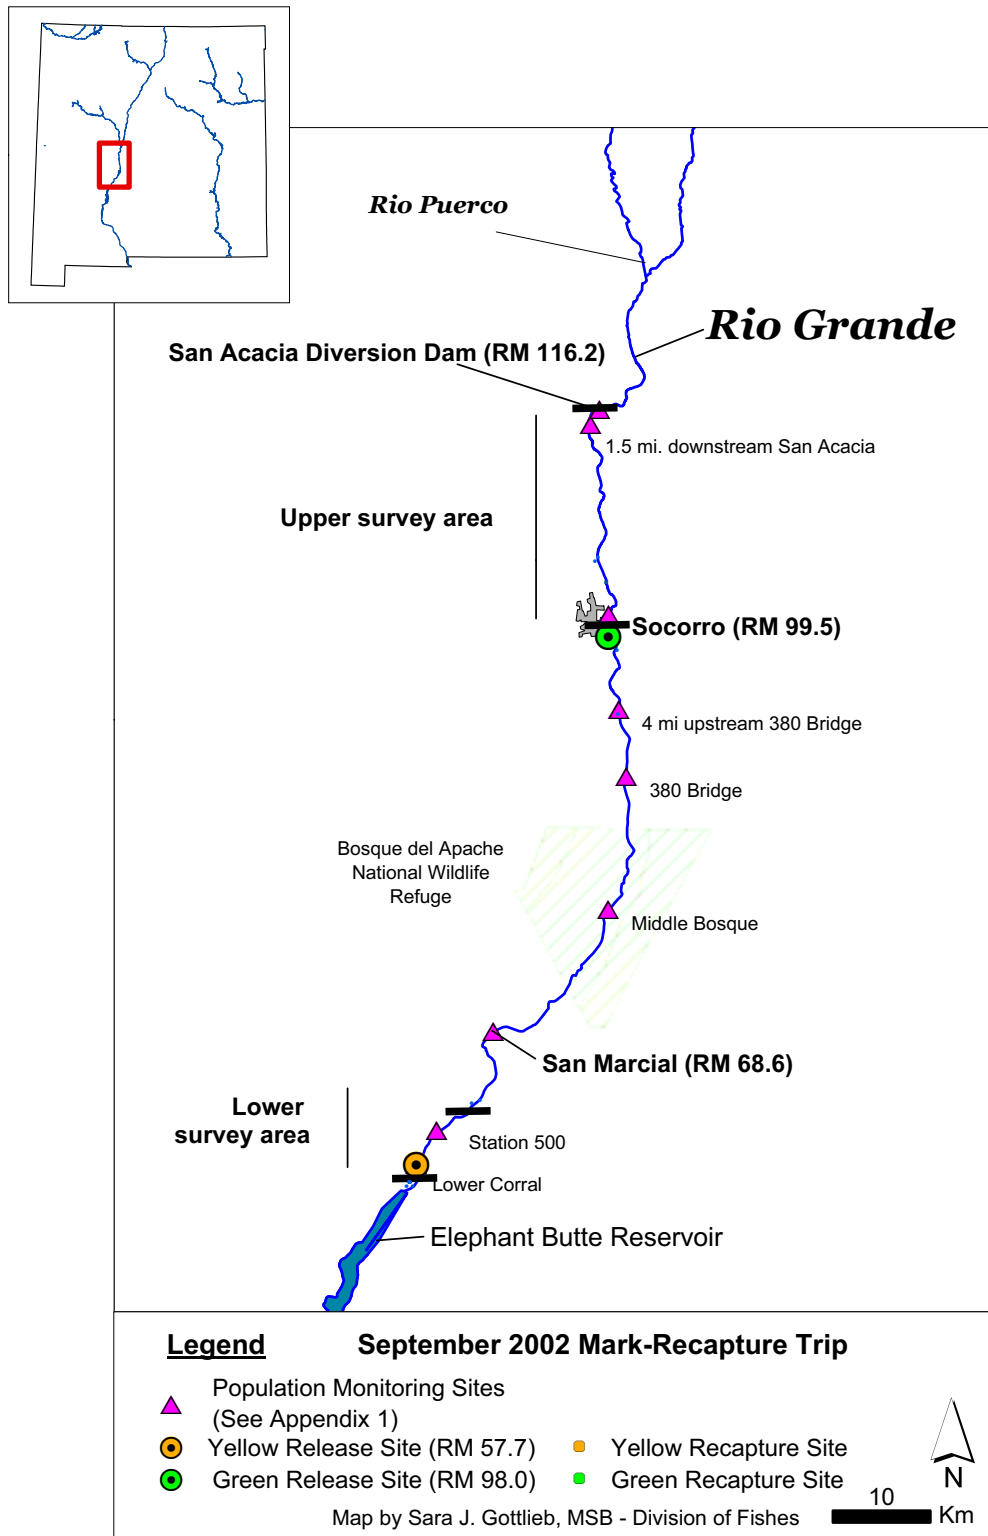 Rio Puerco
Rio Grande
San Acacia Diversion Dam (RM 116.2)
1.5 mi. downstream San Acacia
Upper survey area
Socorro (RM 99.5)
4 mi upstream 380 Bridge
380 Bridge
Bosque del Apache
National Wildlife
Refuge
Middle Bosque
San Marcial (RM 68.6)
Lower
survey area
Station 500
Lower Corral
Elephant Butte Reservoir
Legend
September 2002 Mark-Recapture Trip
Population Monitoring Sites
(See Appendix 1)
Yellow Release Site (RM 57.7)
Yellow Recapture Site
Green Release Site (RM 98.0)
Green Recapture Site
N
10
Km
Map by Sara J. Gottlieb, MSB - Division of Fishes